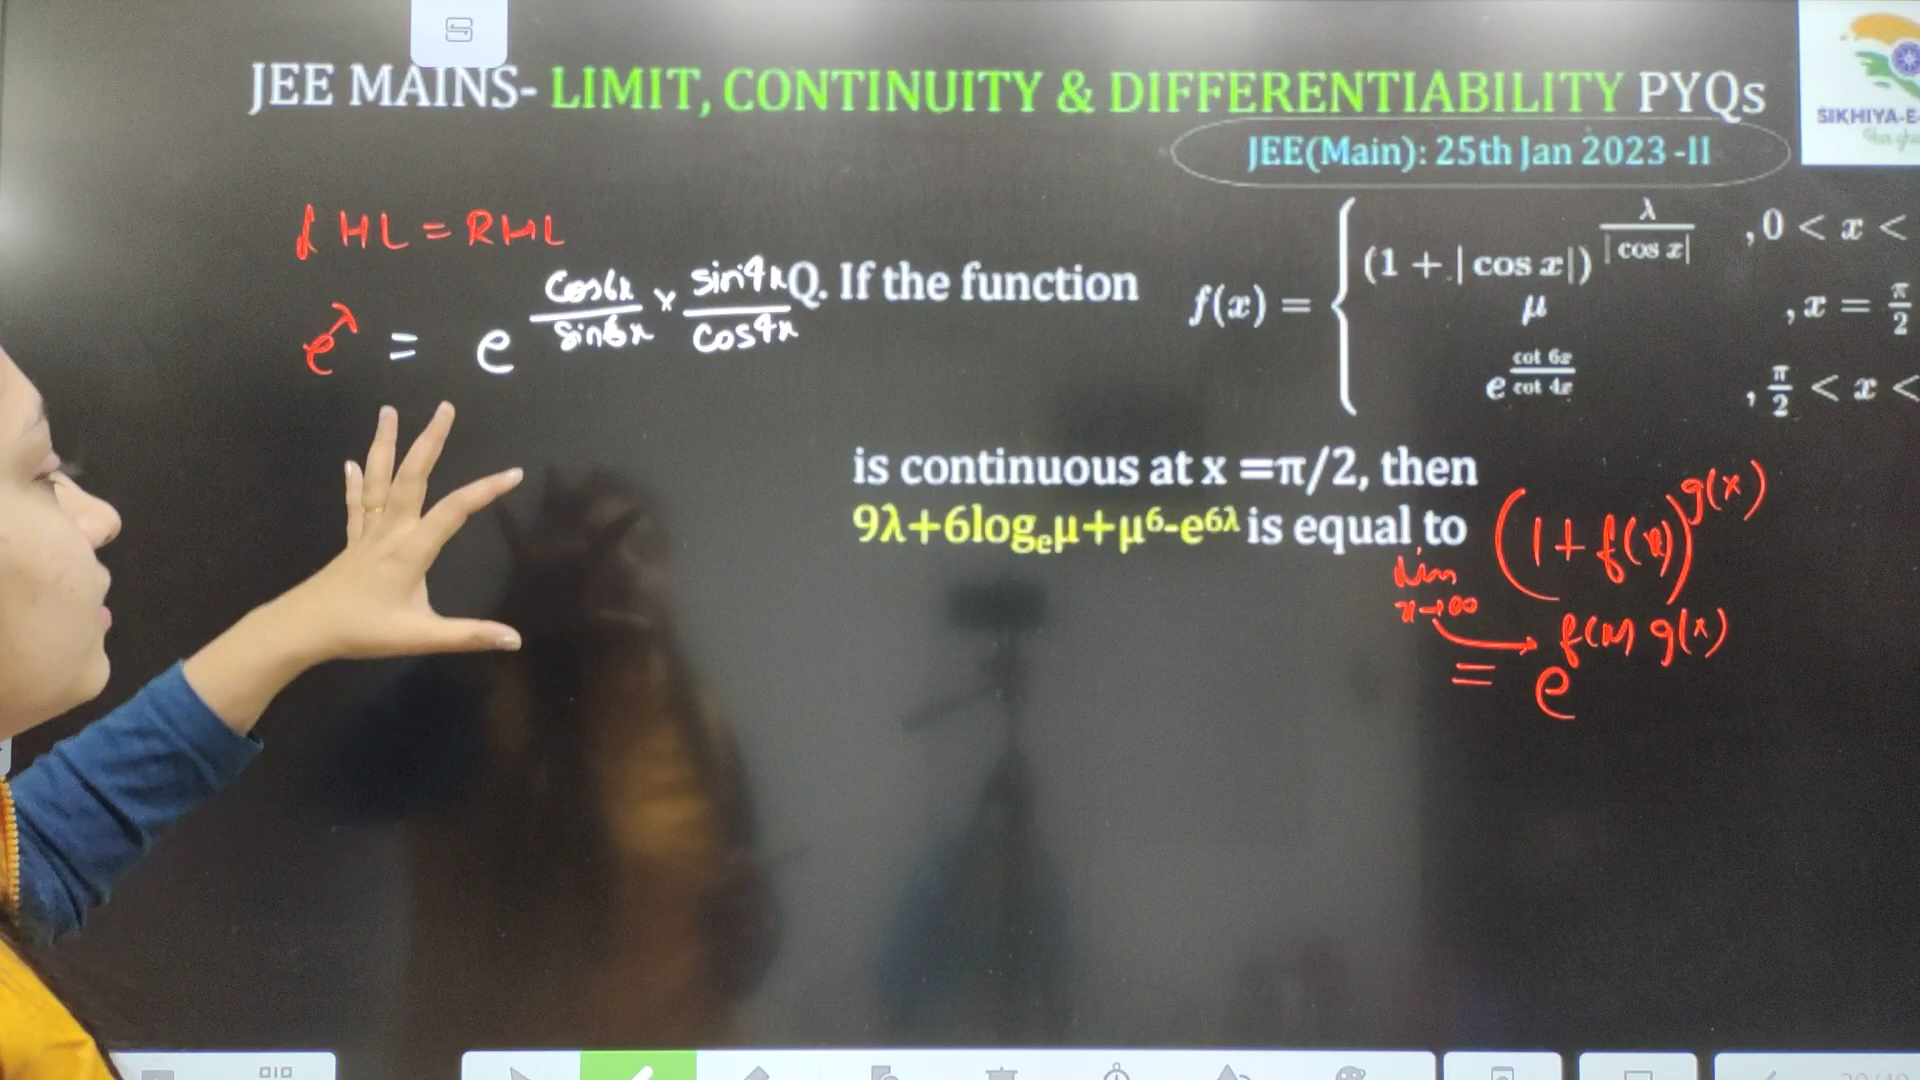 JEE MAINS- LIMIT, CONTINUITY & DIFFERENTIABILITY PYQs
SIKHIYA-E-
JEE(Main): 25th Jan 2023 -II
LHL = RHL
e^λ = e^(cos6x/sin6x × sin4x/cos4x)
Q. If the function
f(x) = {
(1 + |cos x|)^(λ/|cos x|) , 0 < x <
μ , x = π/2
e^(cot 6x/cot 4x) , π/2 < x <
is continuous at x =π/2, then
9λ+6logₑμ+μ⁶-e^6λ is equal to
lim x→∞ (1 + f(x))^g(x)
= e^f(x) g(x)